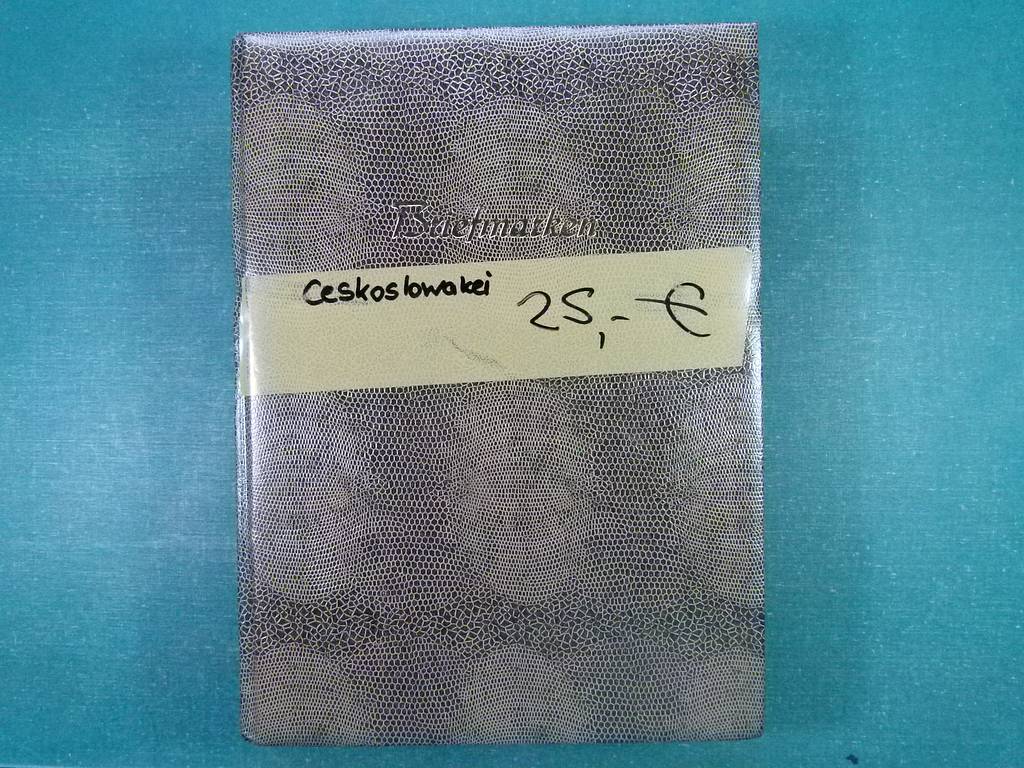 Briefmarken
Ceskoslowakei 25,- €